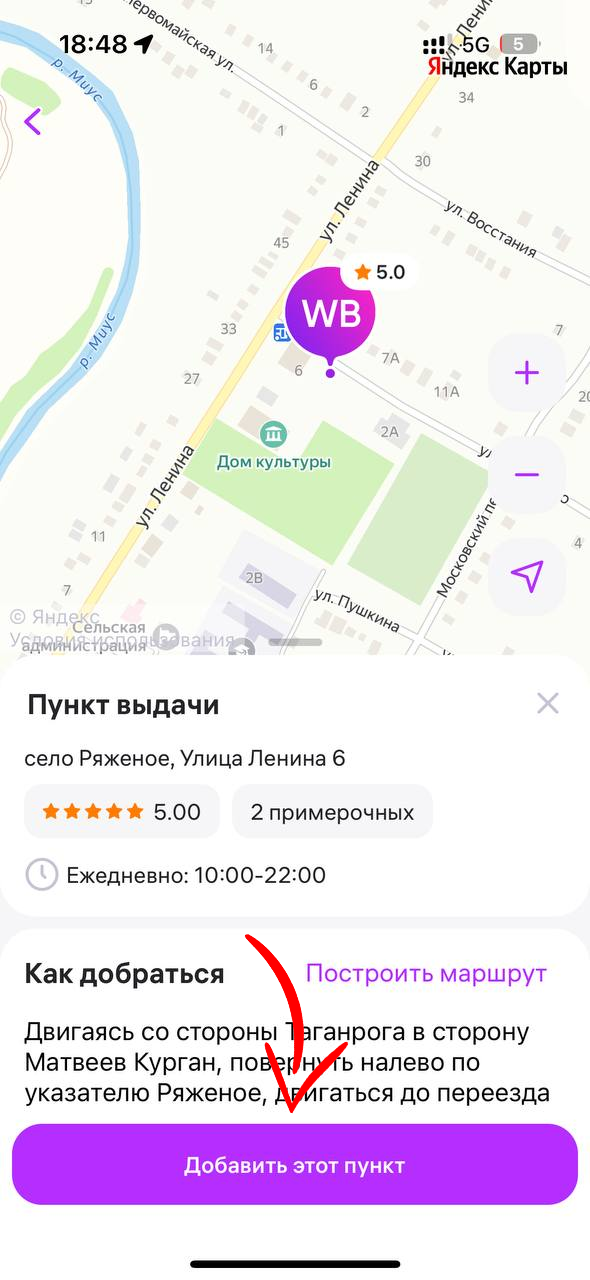 18:48
5G
5
Яндекс Карты
Первомайская ул.
14
ул. Ленина
р. Миус
6
34
2
1
30
ул. Ленина
ул. Восстания
45
5.0
WB
33
7
р. Миус
7А
6
27
11А
2А
Дом культуры
ул. Ленина
11
4
Московский
2В
7
ул. Пушкина
© Яндекс
Условия использования
Сельская
администрация
Пункт выдачи
село Ряженое, Улица Ленина 6
5.00
2 примерочных
Ежедневно: 10:00-22:00
Как добраться
Построить маршрут
Двигаясь со стороны Таганрога в сторону
Матвеев Курган, повернуть налево по
указателю Ряженое, двигаться до переезда
Добавить этот пункт